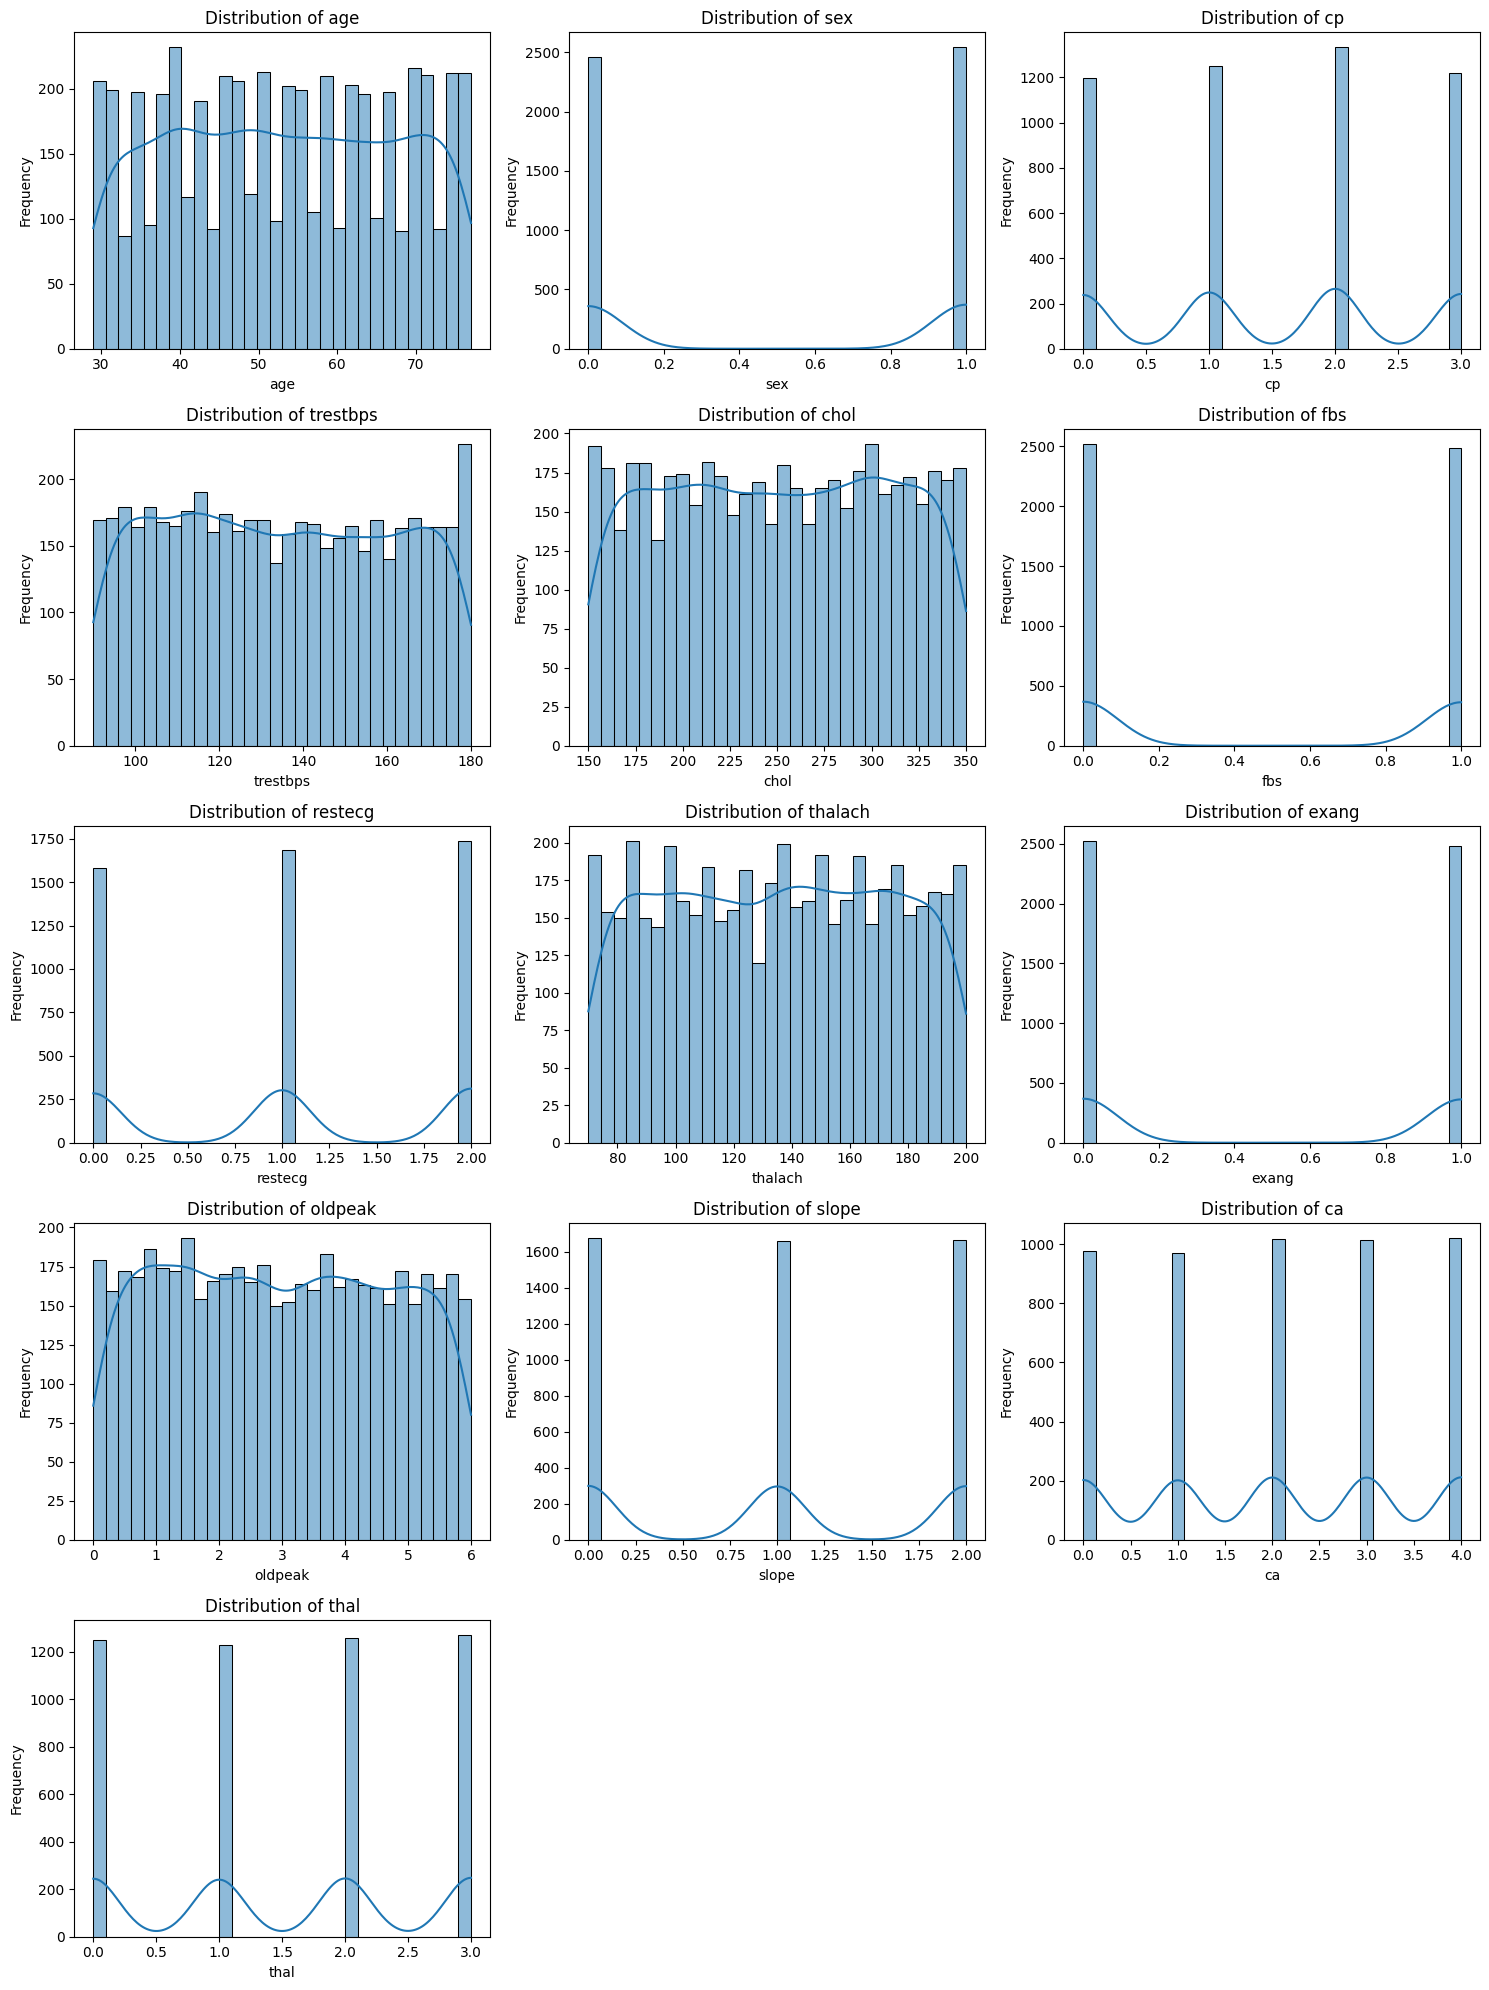 Distribution of age
Frequency
200
150
100
50
0
30 40 50 60 70
age
Distribution of sex
Frequency
2500
2000
1500
1000
500
0
0.0 0.2 0.4 0.6 0.8 1.0
sex
Distribution of cp
Frequency
1200
1000
800
600
400
200
0
0.0 0.5 1.0 1.5 2.0 2.5 3.0
cp
Distribution of trestbps
Frequency
200
150
100
50
0
100 120 140 160 180
trestbps
Distribution of chol
Frequency
200
175
150
125
100
75
50
25
0
150 175 200 225 250 275 300 325 350
chol
Distribution of fbs
Frequency
2500
2000
1500
1000
500
0
0.0 0.2 0.4 0.6 0.8 1.0
fbs
Distribution of restecg
Frequency
1750
1500
1250
1000
750
500
250
0
0.00 0.25 0.50 0.75 1.00 1.25 1.50 1.75 2.00
restecg
Distribution of thalach
Frequency
200
175
150
125
100
75
50
25
0
80 100 120 140 160 180 200
thalach
Distribution of exang
Frequency
2500
2000
1500
1000
500
0
0.0 0.2 0.4 0.6 0.8 1.0
exang
Distribution of oldpeak
Frequency
200
175
150
125
100
75
50
25
0
0 1 2 3 4 5 6
oldpeak
Distribution of slope
Frequency
1600
1400
1200
1000
800
600
400
200
0
0.00 0.25 0.50 0.75 1.00 1.25 1.50 1.75 2.00
slope
Distribution of ca
Frequency
1000
800
600
400
200
0
0.0 0.5 1.0 1.5 2.0 2.5 3.0 3.5 4.0
ca
Distribution of thal
Frequency
1200
1000
800
600
400
200
0
0.0 0.5 1.0 1.5 2.0 2.5 3.0
thal